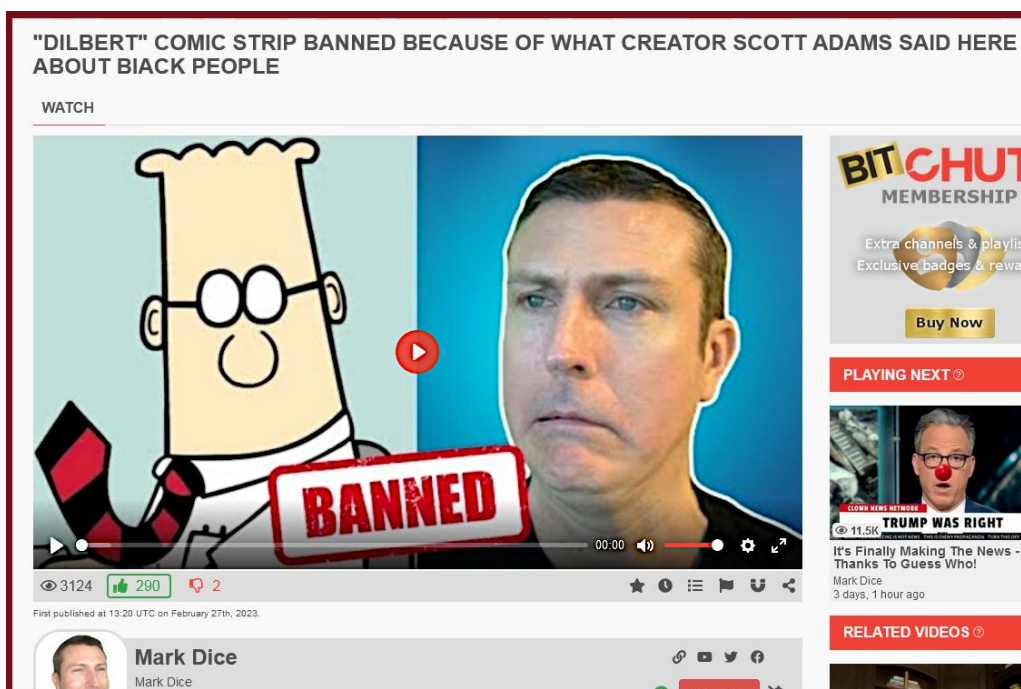 "DILBERT" COMIC STRIP BANNED BECAUSE OF WHAT CREATOR SCOTT ADAMS SAID HERE
ABOUT BIACK PEOPLE
WATCH
BANNED
00:00
3124
290
2
First published at 13:20 UTC on February 27th, 2023.
Mark Dice
Mark Dice
BIT CHUT
MEMBERSHIP
Extra channels & playlis
Exclusive badges & rewa
Buy Now
PLAYING NEXT
CLOWN NEWS NETWORK
TRUMP WAS RIGHT
11.5K
It's Finally Making The News -
Thanks To Guess Who!
Mark Dice
3 days, 1 hour ago
RELATED VIDEOS